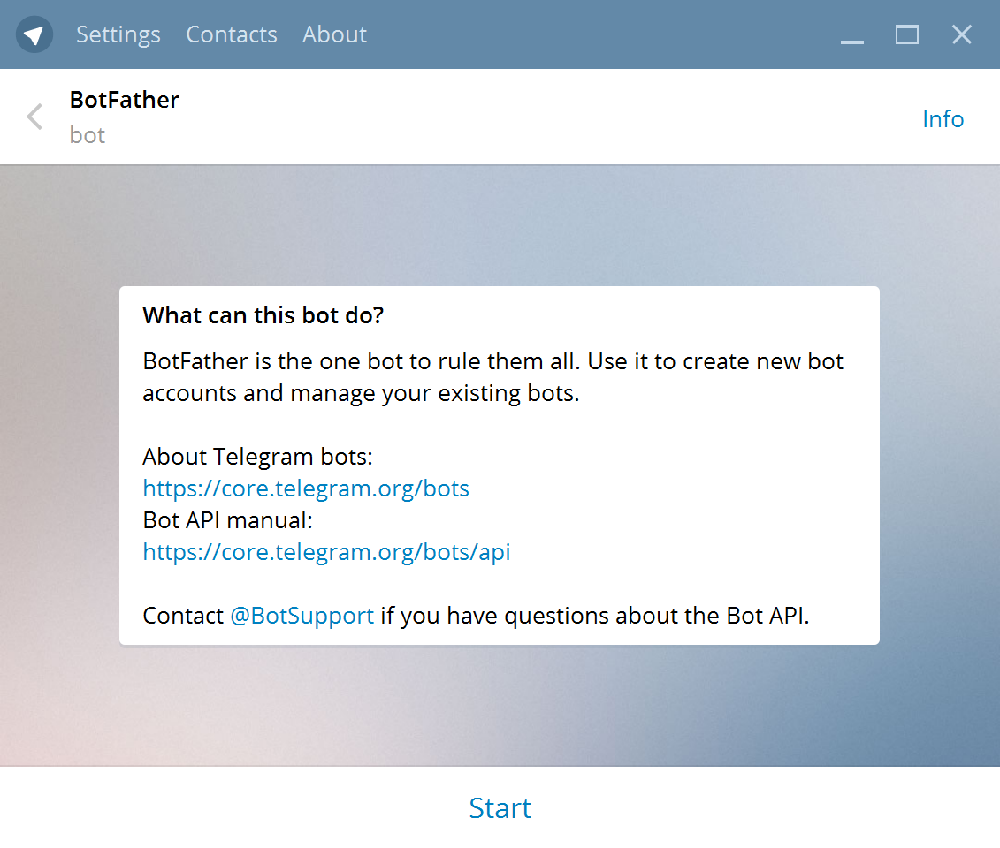 Settings Contacts About
BotFather
bot
Info
What can this bot do?
BotFather is the one bot to rule them all. Use it to create new bot
accounts and manage your existing bots.
About Telegram bots:
https://core.telegram.org/bots
Bot API manual:
https://core.telegram.org/bots/api
Contact @BotSupport if you have questions about the Bot API.
Start